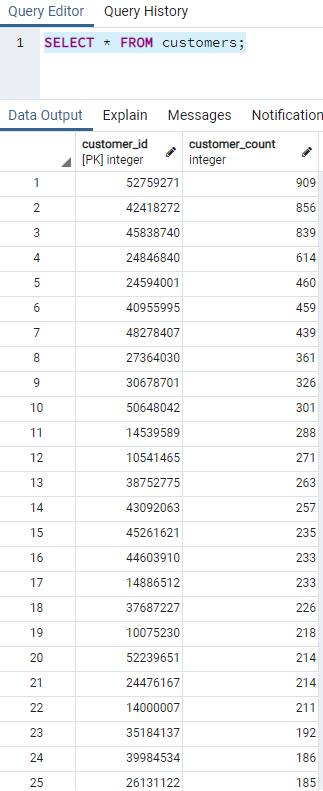 Query Editor Query History
1 SELECT * FROM customers;
Data Output Explain Messages Notification
customer_id customer_count
[PK] integer integer
1 52759271 909
2 42418272 856
3 45838740 839
4 24846840 614
5 24594001 460
6 40955995 459
7 48278407 439
8 27364030 361
9 30678701 326
10 50648042 301
11 14539589 288
12 10541465 271
13 38752775 263
14 43092063 257
15 45261621 235
16 44603910 233
17 14886512 233
18 37687227 226
19 10075230 218
20 52239651 214
21 24476167 214
22 14000007 211
23 35184137 192
24 39984534 186
25 26131122 185